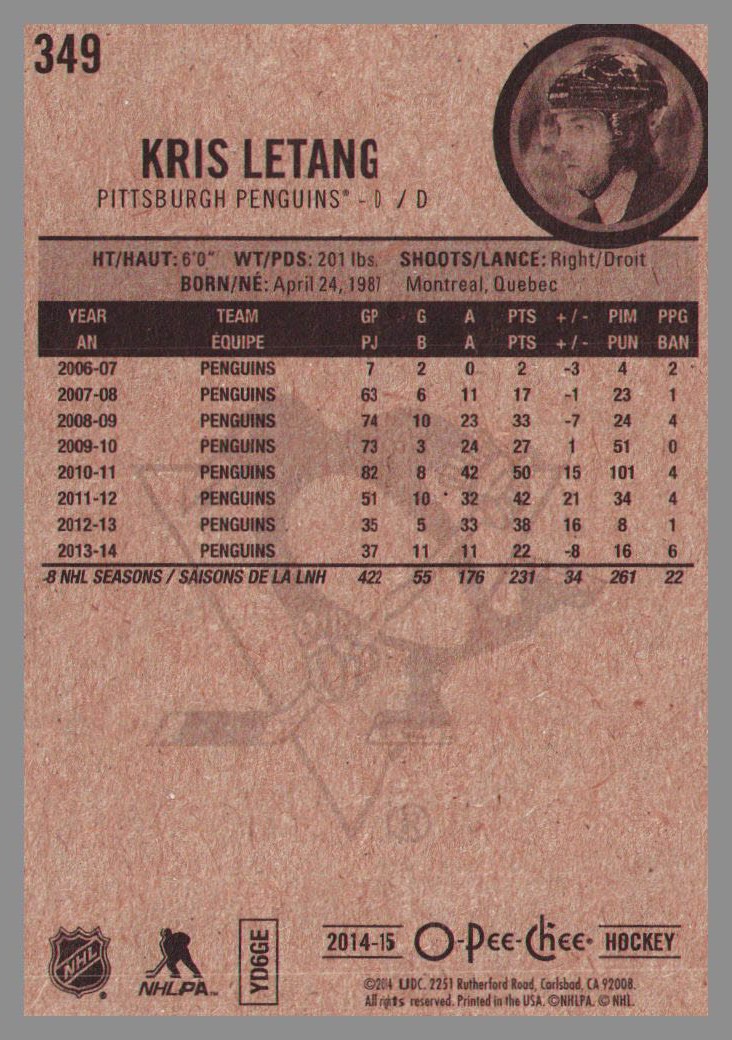 349
KRIS LETANG
PITTSBURGH PENGUINS® - D / D
HT/HAUT: 6'0" WT/PDS: 201 lbs. SHOOTS/LANCE: Right/Droit
BORN/NÉ: April 24, 1987 Montreal, Quebec
YEAR TEAM GP G A PTS +/- PIM PPG
AN ÉQUIPE PJ B A PTS +/- PUN BAN
2006-07 PENGUINS 7 2 0 2 -3 4 2
2007-08 PENGUINS 63 6 11 17 -1 23 1
2008-09 PENGUINS 74 10 23 33 -7 24 4
2009-10 PENGUINS 73 3 24 27 1 51 0
2010-11 PENGUINS 82 8 42 50 15 101 4
2011-12 PENGUINS 51 10 32 42 21 34 4
2012-13 PENGUINS 35 5 33 38 16 8 1
2013-14 PENGUINS 37 11 11 22 -8 16 6
8 NHL SEASONS / SAISONS DE LA LNH 422 55 176 231 34 261 22
®
NHL ® NHLPA™ YD6GE 2014-15 O-Pee-Chee® HOCKEY
©2014 UDC. 2251 Rutherford Road, Carlsbad, CA 92008.
All rights reserved. Printed in the USA. ©NHLPA. © NHL.